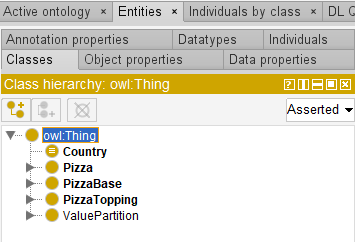 Active ontology × Entities × Individuals by class × DL Q
Annotation properties Datatypes Individuals
Classes Object properties Data properties
Class hierarchy: owl:Thing
Asserted
owl:Thing
Country
Pizza
PizzaBase
PizzaTopping
ValuePartition